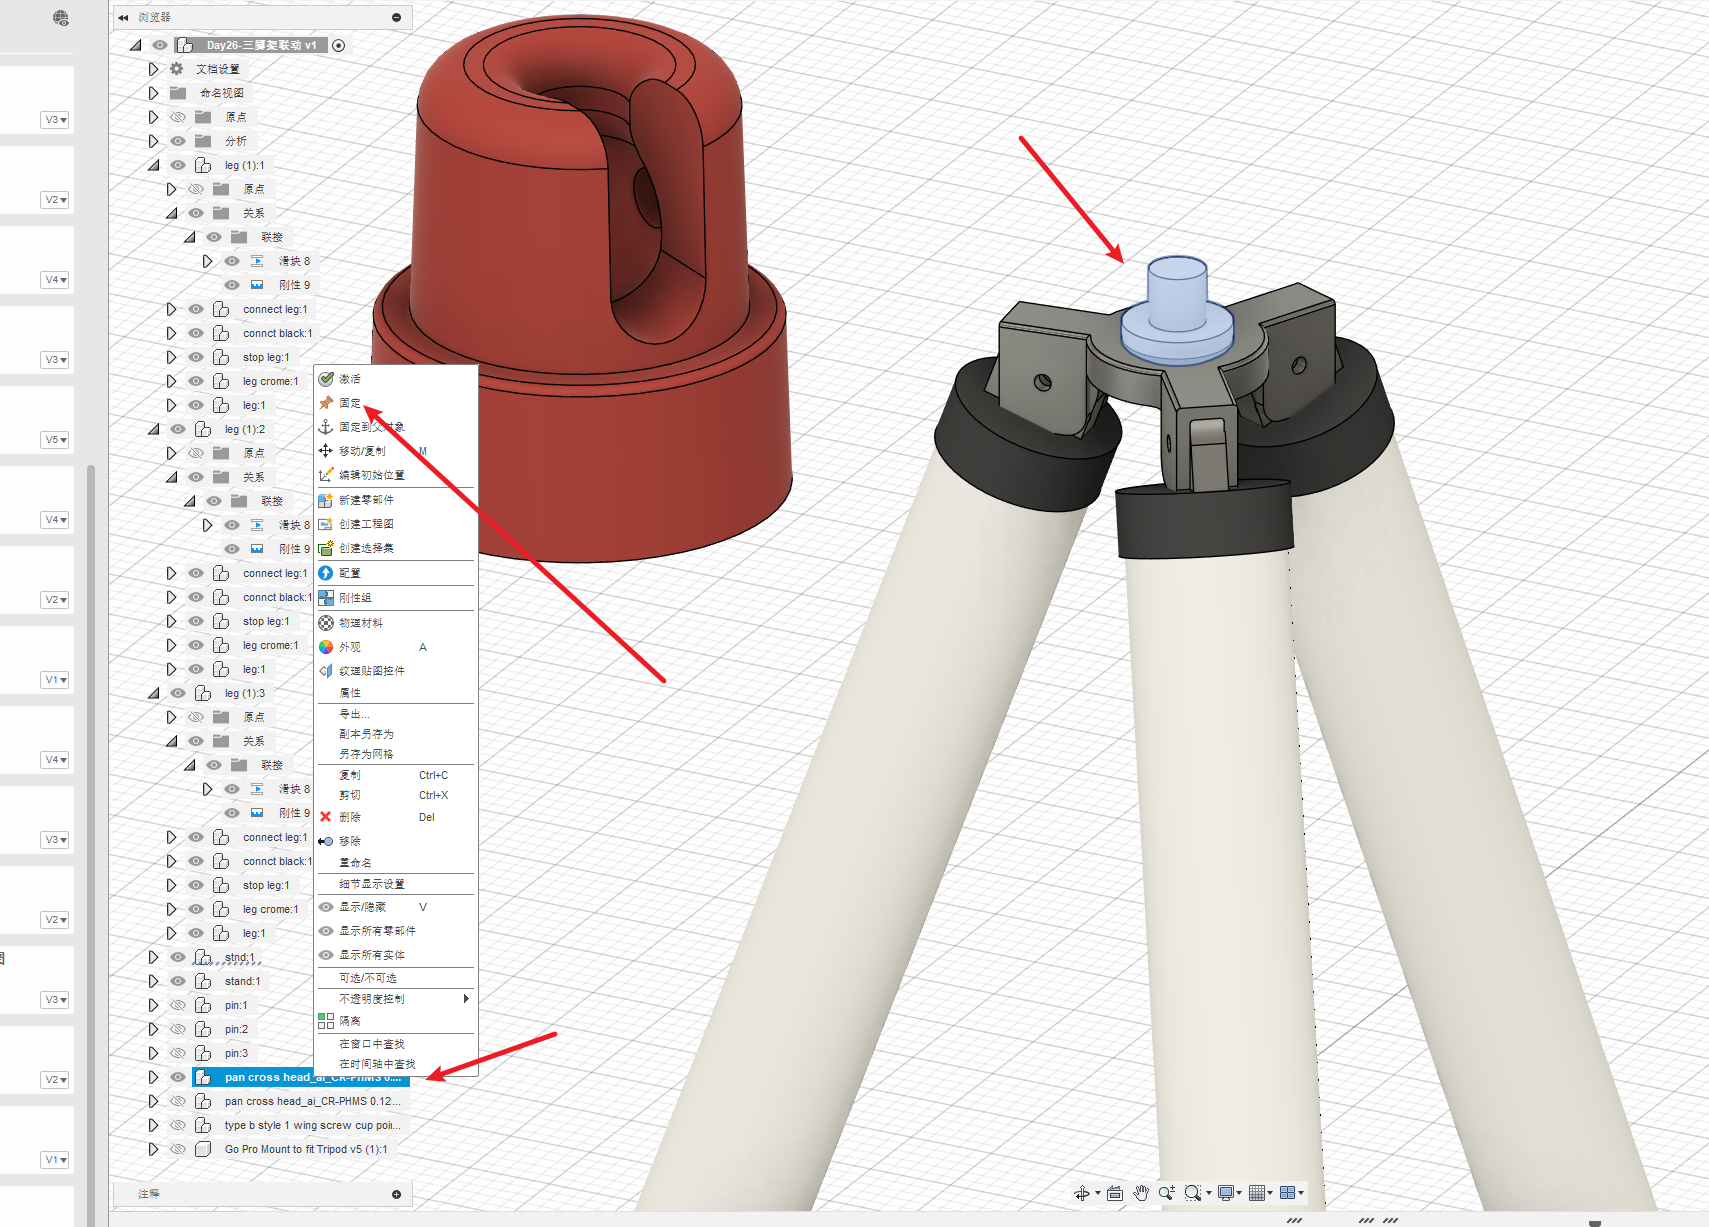 浏览器
Day26-三脚架联动 v1
文档设置
命名视图
V3
原点
分析
leg (1):1
原点
V2
关系
联接
滑块 8
V4
刚性 9
connect leg:1
connct black:1
stop leg:1
V3
leg crome:1
leg:1
leg (1):2
V5
原点
关系
联接
滑块 8
V4
刚性 9
connect leg:1
connct black:1
V2
stop leg:1
leg crome:1
leg:1
V1
leg (1):3
原点
关系
联接
V4
滑块 8
刚性 9
connect leg:1
V3
connct black:1
stop leg:1
leg crome:1
V2
leg:1
stnd:1
图
stand:1
V3
pin:1
pin:2
pin:3
pan cross head_ai_CR-PHMS 0....
V2
pan cross head_ai_CR-PHMS 0.12...
type b style 1 wing screw cup poi...
Go Pro Mount to fit Tripod v5 (1):1
V1
注释
激活
固定
固定到父对象
移动/复制 M
编辑初始位置
新建零部件
创建工程图
创建选择集
配置
刚性组
物理材料
外观 A
纹理贴图控件
属性
导出...
副本另存为
另存为网格
复制 Ctrl+C
剪切 Ctrl+X
删除 Del
移除
重命名
细节显示设置
显示/隐藏 V
显示所有零部件
显示所有实体
可选/不可选
不透明度控制
隔离
在窗口中查找
在时间轴中查找